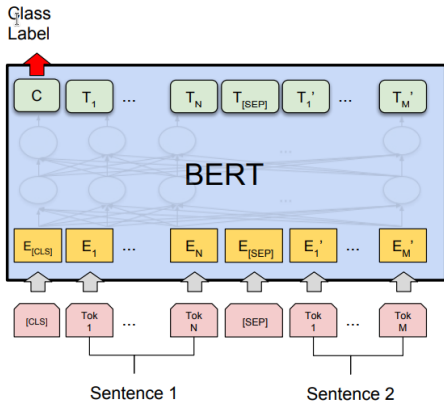 Class
Label
C T1 ... TN T[SEP] T1' ... TM'
...
BERT
...
E[CLS] E1 ... EN E[SEP] E1' ... EM'
[CLS] Tok 1 ... Tok N [SEP] Tok 1 ... Tok M
Sentence 1 Sentence 2